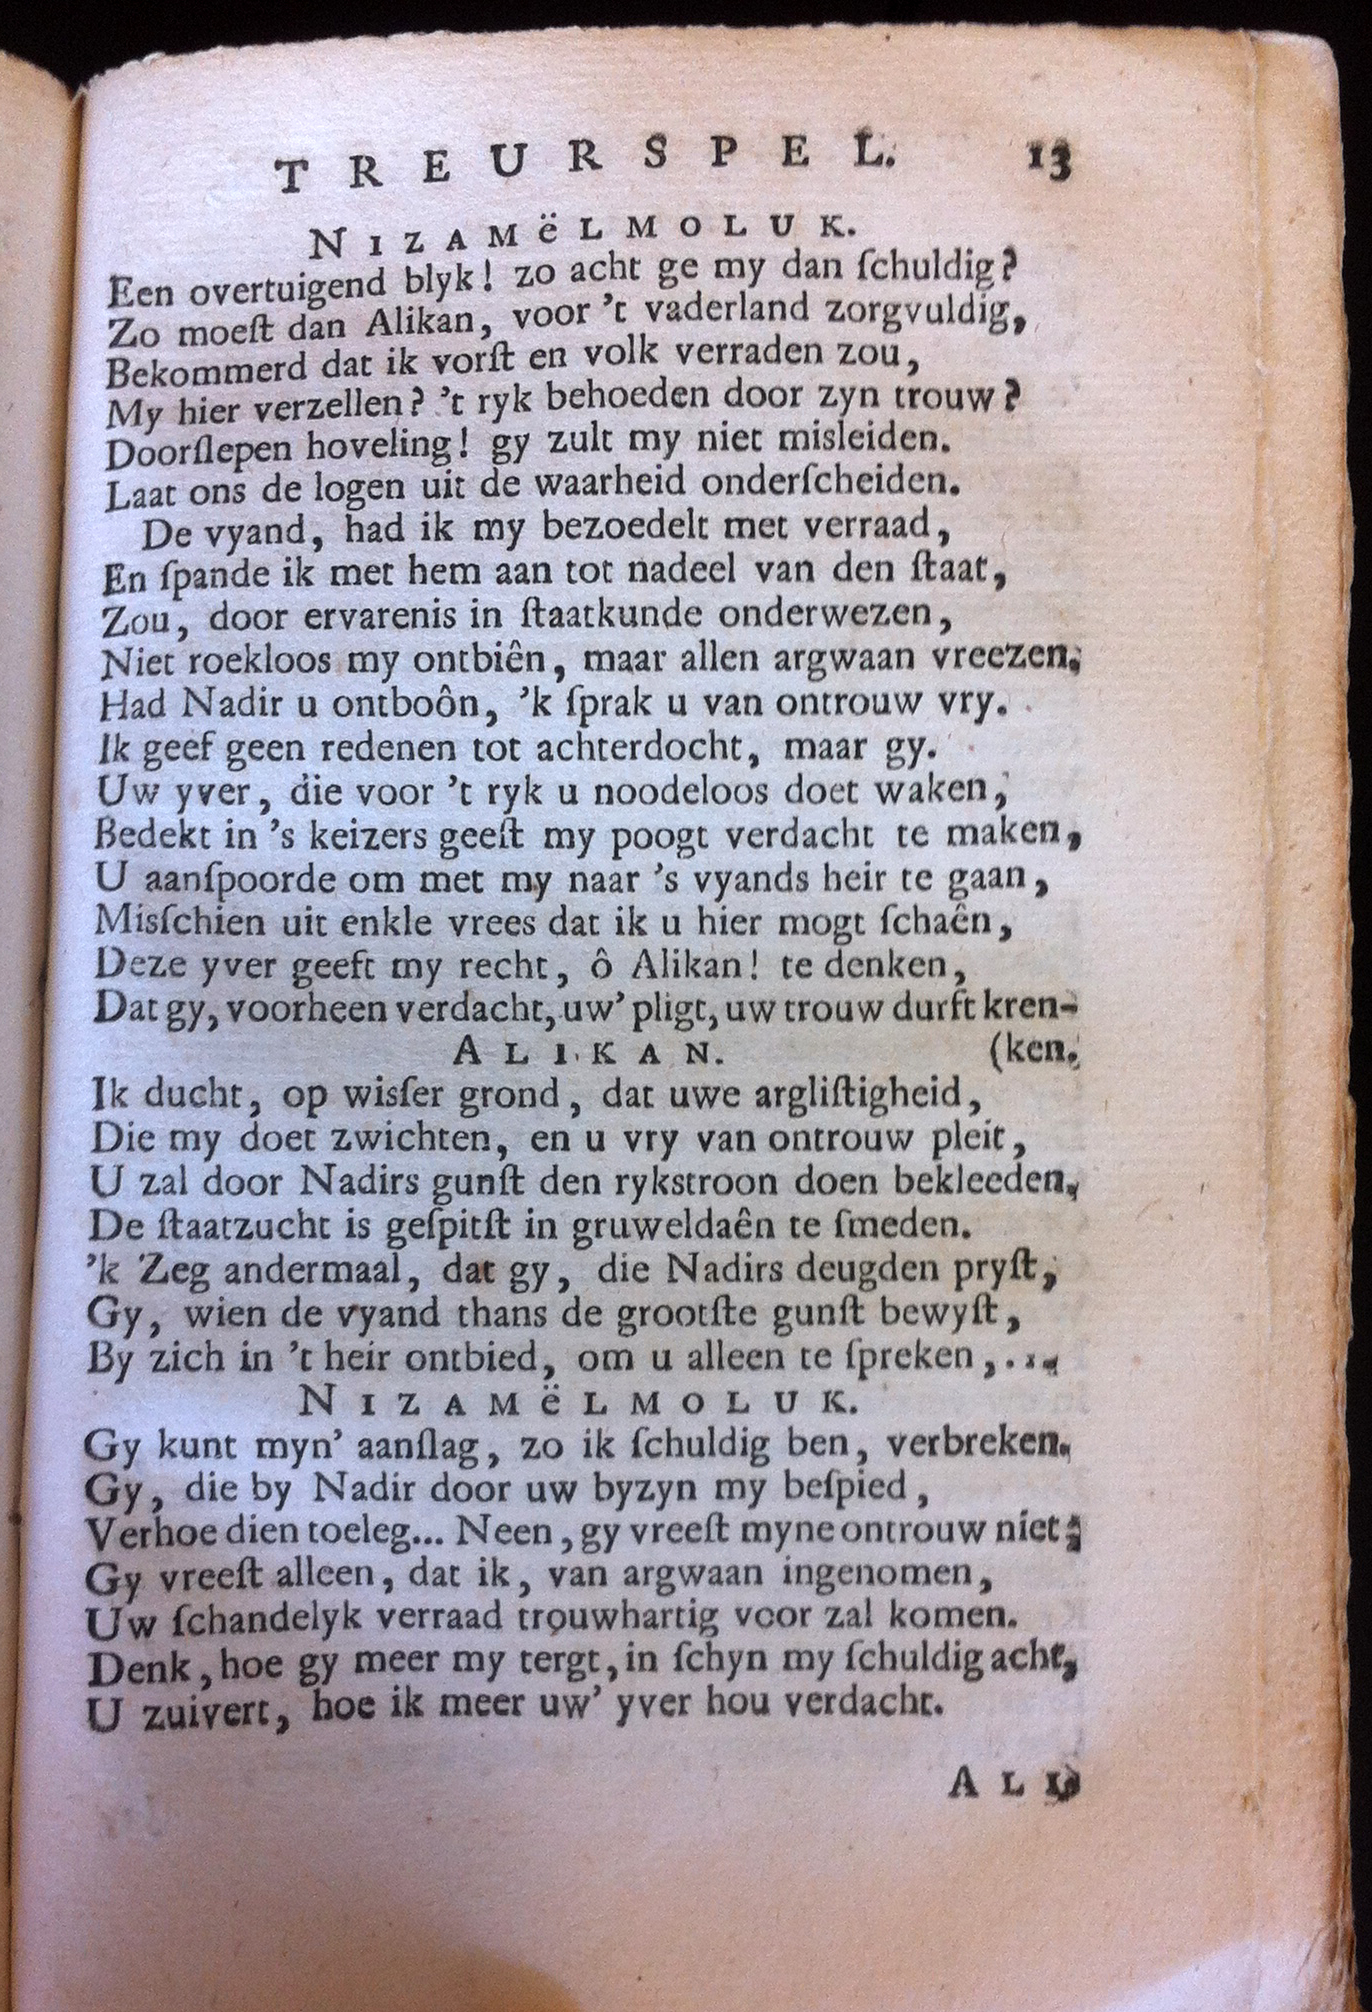 TREURSPEL. 13
NIZAMëLMOLUK.
Een overtuigend blyk! zo acht ge my dan ſchuldig?
Zo moeſt dan Alikan, voor 't vaderland zorgvuldig,
Bekommerd dat ik vorſt en volk verraden zou,
My hier verzellen? 't ryk behoeden door zyn trouw?
Doorſlepen hoveling! gy zult my niet misleiden.
Laat ons de logen uit de waarheid onderſcheiden.
De vyand, had ik my bezoedelt met verraad,
En ſpande ik met hem aan tot nadeel van den ſtaat,
Zou, door ervarenis in ſtaatkunde onderwezen,
Niet roekloos my ontbiên, maar allen argwaan vreezen.
Had Nadir u ontboôn, 'k ſprak u van ontrouw vry.
Ik geef geen redenen tot achterdocht, maar gy.
Uw yver, die voor 't ryk u noodeloos doet waken,
Bedekt in 's keizers geeſt my poogt verdacht te maken,
U aanſpoorde om met my naar 's vyands heir te gaan,
Misſchien uit enkle vrees dat ik u hier mogt ſchaên,
Deze yver geeft my recht, ô Alikan! te denken,
Dat gy, voorheen verdacht, uw' pligt, uw trouw durft kren-
ALIKAN. (ken.
Ik ducht, op wisſer grond, dat uwe argliſtigheid,
Die my doet zwichten, en u vry van ontrouw pleit,
U zal door Nadirs gunſt den rykstroon doen bekleeden.
De ſtaatzucht is geſpitſt in gruweldaên te ſmeden.
'k Zeg andermaal, dat gy, die Nadirs deugden pryſt,
Gy, wien de vyand thans de grootſte gunſt bewyſt,
By zich in 't heir ontbied, om u alleen te ſpreken,...
NIZAMëLMOLUK.
Gy kunt myn' aanſlag, zo ik ſchuldig ben, verbreken.
Gy, die by Nadir door uw byzyn my beſpied,
Verhoe dien toeleg... Neen, gy vreeſt myne ontrouw niet;
Gy vreeſt alleen, dat ik, van argwaan ingenomen,
Uw ſchandelyk verraad trouwhartig voor zal komen.
Denk, hoe gy meer my tergt, in ſchyn my ſchuldig acht,
U zuivert, hoe ik meer uw' yver hou verdacht.
ALI-